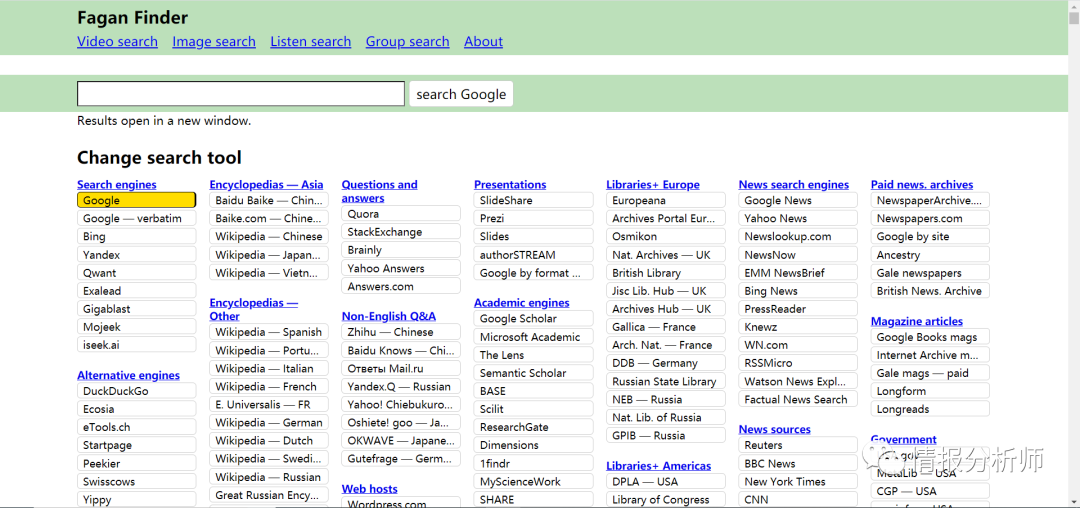 Fagan Finder
Video search Image search Listen search Group search About
search Google
Results open in a new window.
Change search tool
Search engines
Google
Google — verbatim
Bing
Yandex
Qwant
Exalead
Gigablast
Mojeek
iseek.ai
Alternative engines
DuckDuckGo
Ecosia
eTools.ch
Startpage
Peekier
Swisscows
Yippy
Encyclopedias — Asia
Baidu Baike — Chin...
Baike.com — Chine...
Wikipedia — Chinese
Wikipedia — Japan...
Wikipedia — Vietn...
Encyclopedias —
Other
Wikipedia — Spanish
Wikipedia — Portu...
Wikipedia — Italian
Wikipedia — French
E. Universalis — FR
Wikipedia — German
Wikipedia — Dutch
Wikipedia — Swedi...
Wikipedia — Russian
Great Russian Ency...
Questions and
answers
Quora
StackExchange
Brainly
Yahoo Answers
Answers.com
Non-English Q&A
Zhihu — Chinese
Baidu Knows — Chi...
Ответы Mail.ru
Yandex.Q — Russian
Yahoo! Chiebukuro...
Oshiete! goo — Ja...
OKWAVE — Japane...
Gutefrage — Germ...
Web hosts
Wordpress.com
Presentations
SlideShare
Prezi
Slides
authorSTREAM
Google by format ...
Academic engines
Google Scholar
Microsoft Academic
The Lens
Semantic Scholar
BASE
Scilit
ResearchGate
Dimensions
1findr
MyScienceWork
SHARE
Libraries+ Europe
Europeana
Archives Portal Eur...
Osmikon
Nat. Archives — UK
British Library
Jisc Lib. Hub — UK
Archives Hub — UK
Gallica — France
Arch. Nat. — France
DDB — Germany
Russian State Library
NEB — Russia
Nat. Lib. of Russia
GPIB — Russia
Libraries+ Americas
DPLA — USA
Library of Congress
News search engines
Google News
Yahoo News
Newslookup.com
NewsNow
EMM NewsBrief
Bing News
PressReader
Knewz
WN.com
RSSMicro
Watson News Expl...
Factual News Search
News sources
Reuters
BBC News
New York Times
CNN
Paid news. archives
NewspaperArchive....
Newspapers.com
Google by site
Ancestry
Gale newspapers
British News. Archive
Magazine articles
Google Books mags
Internet Archive m...
Gale mags — paid
Longform
Longreads
Government
MetaLib — USA
CGP — USA
情报分析师